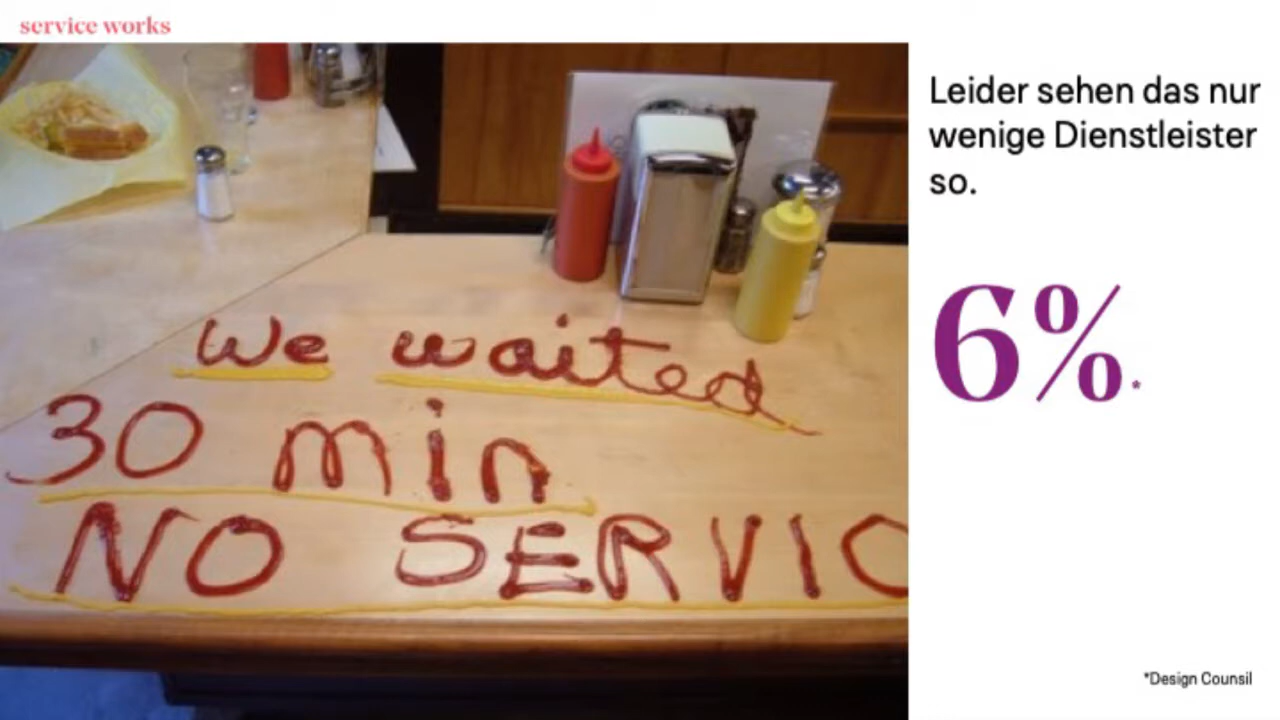 service works
Leider sehen das nur
wenige Dienstleister
so.
6%*
We waited
30 min
NO SERVIC
*Design Counsil